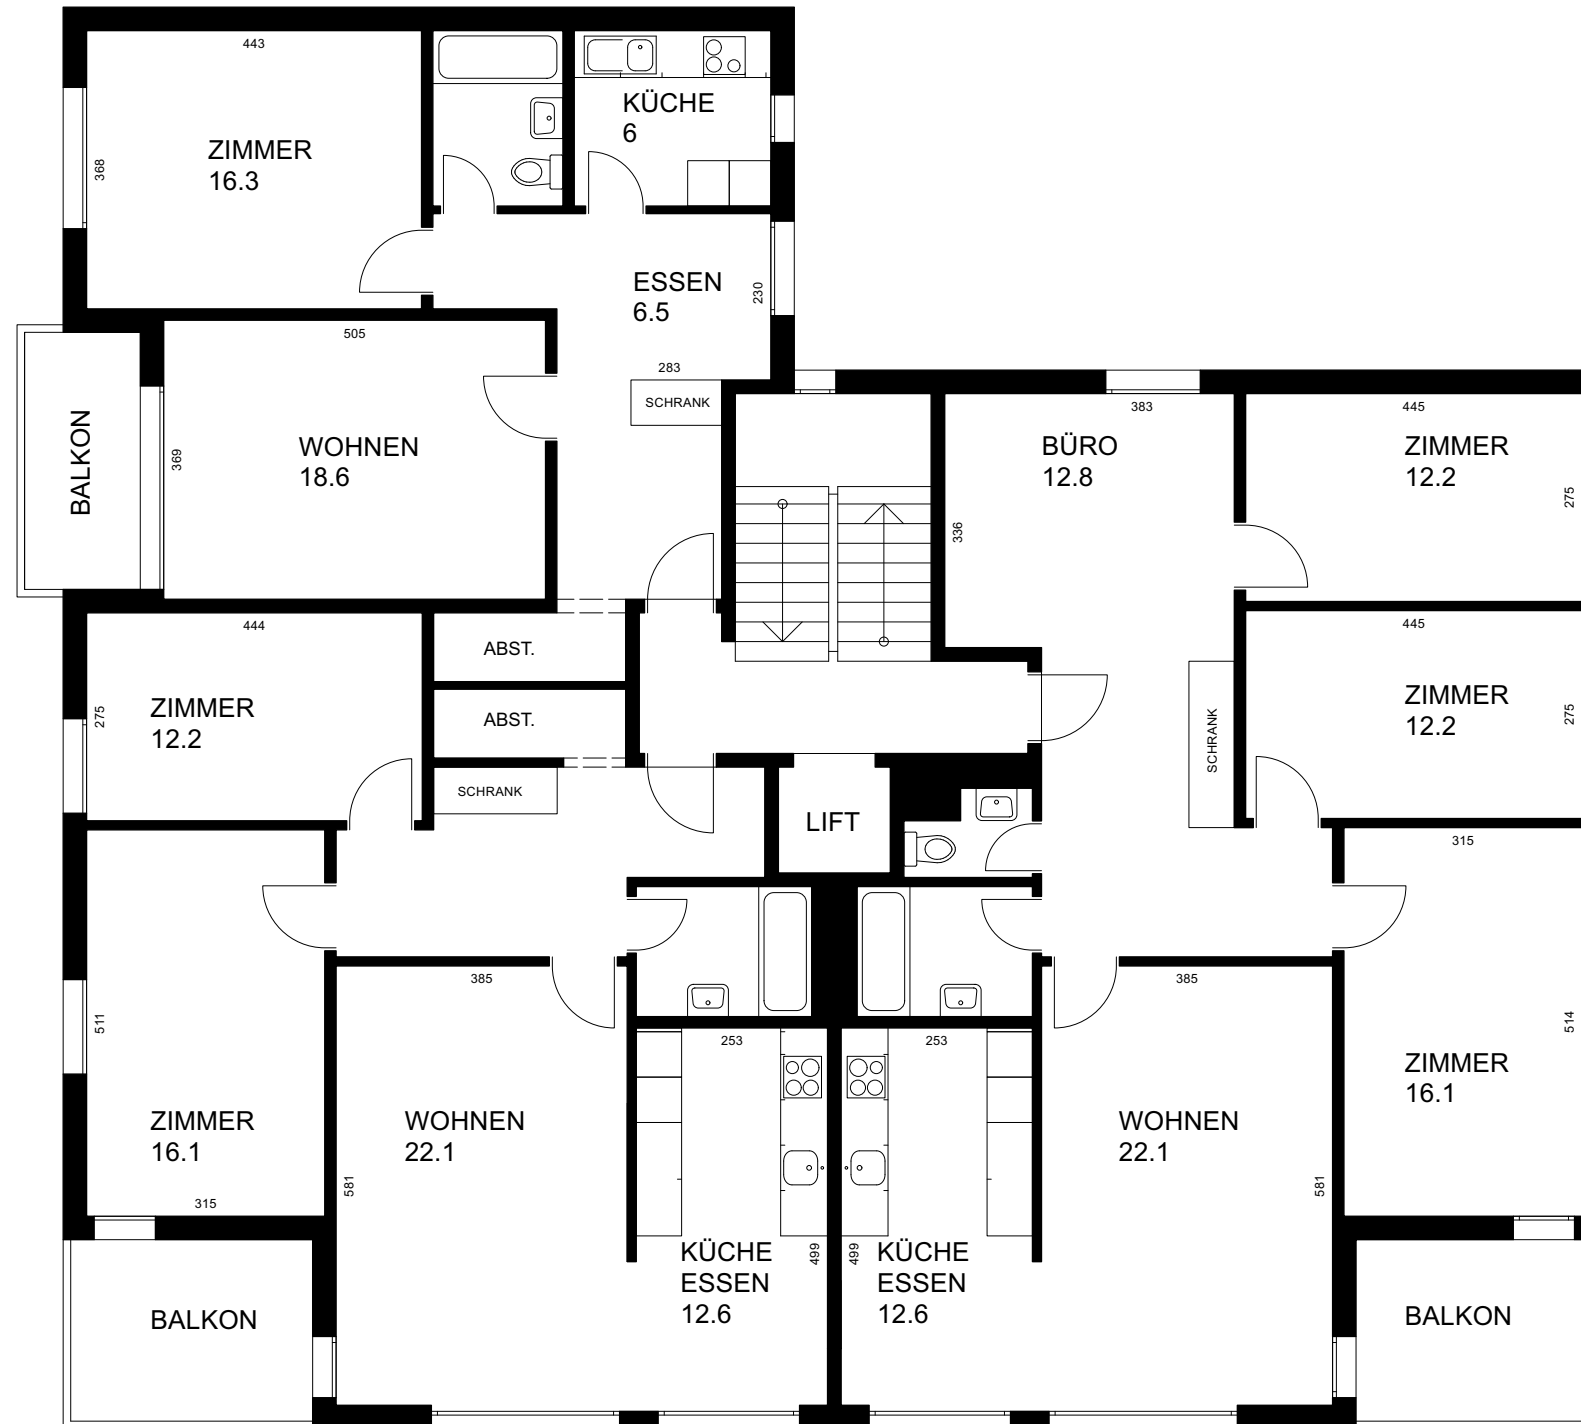 443
ZIMMER
16.3
368
KÜCHE
6
ESSEN
6.5
230
283
SCHRANK
505
WOHNEN
18.6
369
BALKON
383
BÜRO
12.8
336
445
ZIMMER
12.2
275
444
ZIMMER
12.2
275
ABST.
ABST.
SCHRANK
LIFT
SCHRANK
445
ZIMMER
12.2
275
315
ZIMMER
16.1
514
511
ZIMMER
16.1
315
385
WOHNEN
22.1
581
253
KÜCHE
ESSEN
12.6
499
253
KÜCHE
ESSEN
12.6
499
385
WOHNEN
22.1
581
BALKON
BALKON